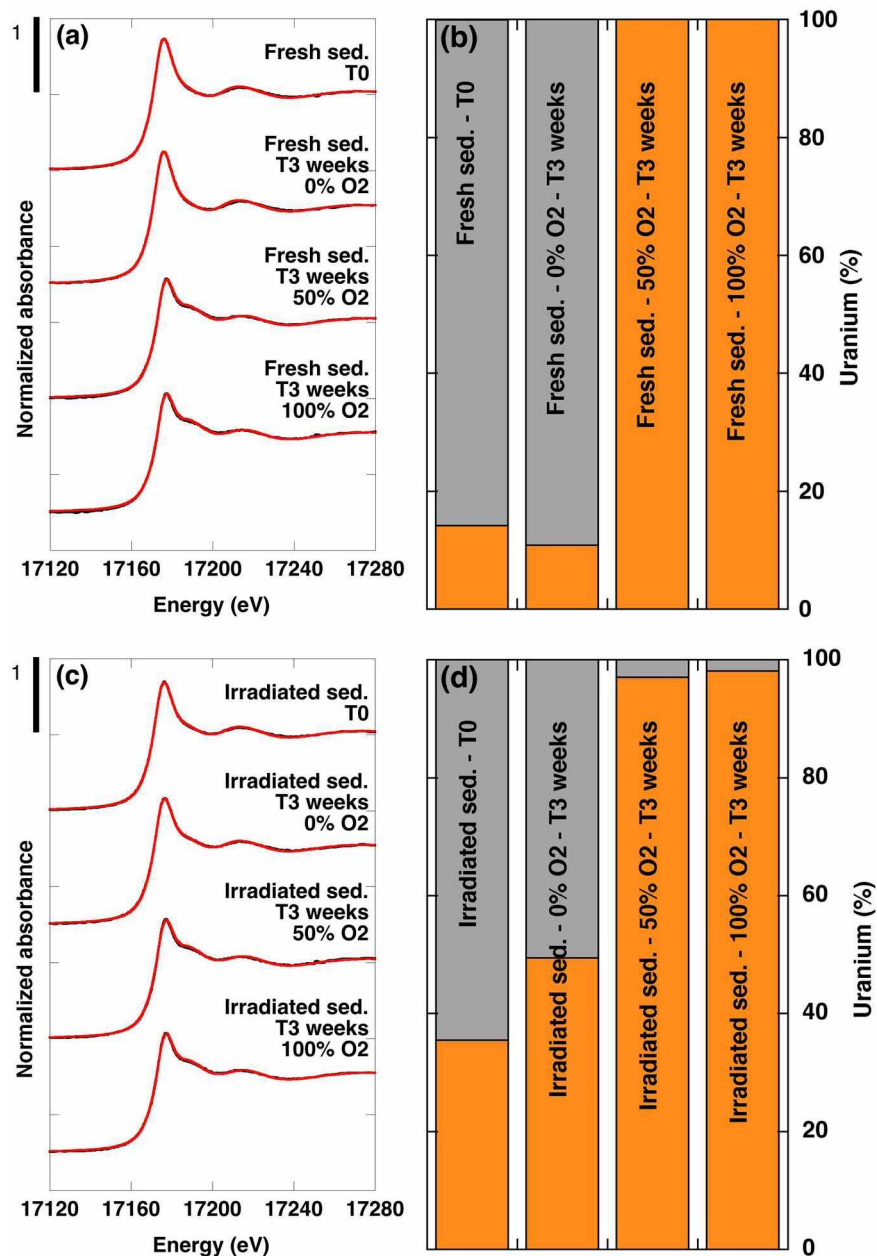 1
(a)
Fresh sed.
T0
Fresh sed.
T3 weeks
0% O2
Fresh sed.
T3 weeks
50% O2
Fresh sed.
T3 weeks
100% O2
Normalized absorbance
17120 17160 17200 17240 17280
Energy (eV)
(b)
Fresh sed. - T0
Fresh sed. - 0% O2 - T3 weeks
Fresh sed. - 50% O2 - T3 weeks
Fresh sed. - 100% O2 - T3 weeks
100
80
60
40
20
0
Uranium (%)
1
(c)
Irradiated sed.
T0
Irradiated sed.
T3 weeks
0% O2
Irradiated sed.
T3 weeks
50% O2
Irradiated sed.
T3 weeks
100% O2
Normalized absorbance
17120 17160 17200 17240 17280
Energy (eV)
(d)
Irradiated sed. - T0
Irradiated sed. - 0% O2 - T3 weeks
Irradiated sed. - 50% O2 - T3 weeks
Irradiated sed. - 100% O2 - T3 weeks
100
80
60
40
20
0
Uranium (%)